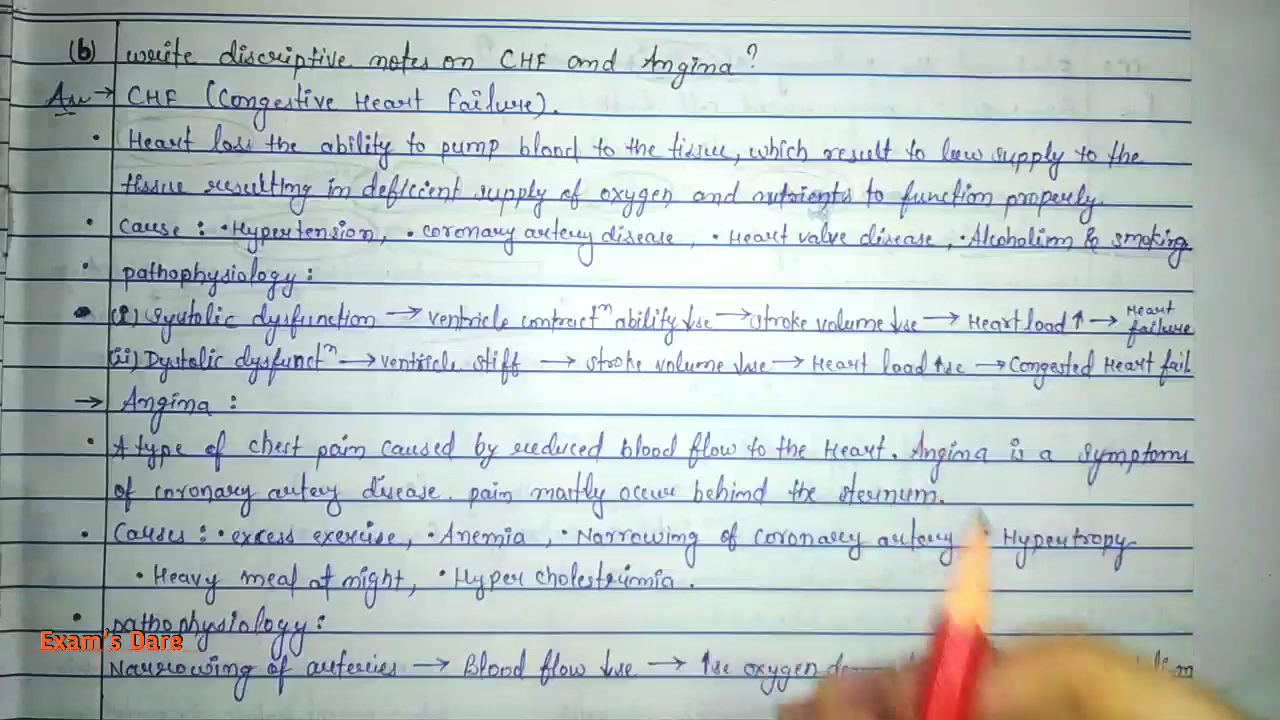 (b) write discriptive notes on CHF and Angina?
Ans → CHF (Congestive Heart Failure).
• Heart loss the ability to pump bland to the tissue, which result to low supply to the
tissue resulting in deficient supply of oxygen and nutrients to function properly.
• Cause : • Hypertension, • coronary artery disease, • Heart valve disease, • Alcoholism & smoking
• pathophysiology :
(i) Systolic dysfunction → ventricle contractⁿ ability ↓se → stroke volume ↓se → Heart load ↑ → Heart failure
(ii) Dystolic dysfunctⁿ → ventricle stiff → stroke volume ↓se → Heart load ↑se → Congested Heart fail
→ Angina :
• A type of chest pain caused by reduced blood flow to the Heart. Angina is a symptoms
of coronary artery disease. pain mostly occur behind the sternum.
• Causes : • excess exercise, • Anemia, • Narrowing of coronary artery • Hypertropy
• Heavy meal at night, • Hyper cholestrimia.
• pathophysiology :
Exam's Dare
Narrowing of arteries → Blood flow ↓se → ↑se oxygen